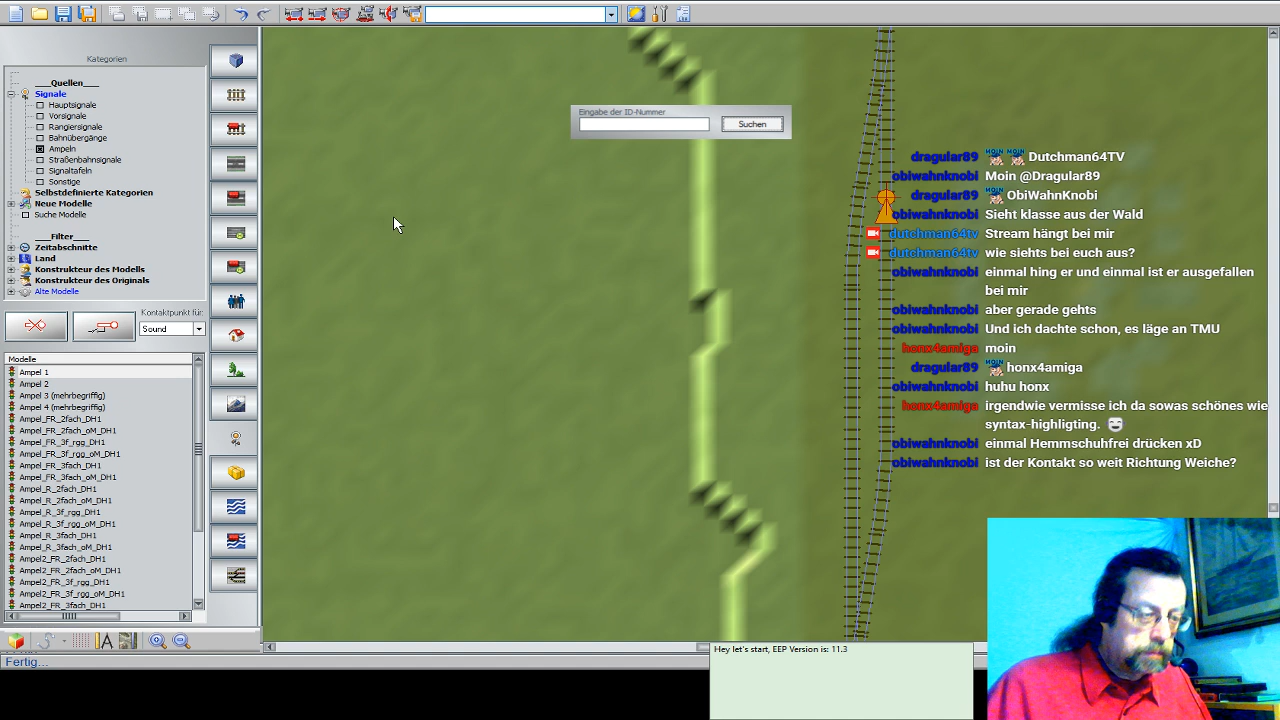 Kategorien
___Quellen___
Signale
Hauptsignale
Vorsignale
Rangiersignale
Bahnübergänge
Ampeln
Straßenbahnsignale
Signaltafeln
Sonstige
Selbstdefinierte Kategorien
Neue Modelle
Suche Modelle
___Filter___
Zeitabschnitte
Land
Konstrukteure des Modells
Konstrukteure des Originals
Alte Modelle
Kontaktpunkt für:
Sound
Modelle
Ampel 1
Ampel 2
Ampel 3 (mehrbegriffig)
Ampel 4 (mehrbegriffig)
Ampel_FR_2fach_DH1
Ampel_FR_2fach_oM_DH1
Ampel_FR_3f_rgg_DH1
Ampel_FR_3f_rgg_oM_DH1
Ampel_FR_3fach_DH1
Ampel_FR_3fach_oM_DH1
Ampel_R_2fach_DH1
Ampel_R_2fach_oM_DH1
Ampel_R_3f_rgg_DH1
Ampel_R_3f_rgg_oM_DH1
Ampel_R_3fach_DH1
Ampel_R_3fach_oM_DH1
Ampel2_FR_2fach_DH1
Ampel2_FR_2fach_oM_DH1
Ampel2_FR_3f_rgg_DH1
Ampel2_FR_3f_rgg_oM_DH1
Ampel2_FR_3fach_DH1
Fertig...
Eingabe der ID-Nummer
Suchen
dragular89 Dutchman64TV
obiwahnknobi Moin @Dragular89
dragular89 ObiWahnKnobi
obiwahnknobi Sieht klasse aus der Wald
dutchman64tv Stream hängt bei mir
dutchman64tv wie siehts bei euch aus?
obiwahnknobi einmal hing er und einmal ist er ausgefallen
bei mir
obiwahnknobi aber gerade gehts
obiwahnknobi Und ich dachte schon, es läge an TMU
honx4amiga moin
dragular89 honx4amiga
obiwahnknobi huhu honx
honx4amiga irgendwie vermisse ich da sowas schönes wie
syntax-highligting.
obiwahnknobi einmal Hemmschuhfrei drücken xD
obiwahnknobi ist der Kontakt so weit Richtung Weiche?
Hey let's start, EEP Version is: 11.3